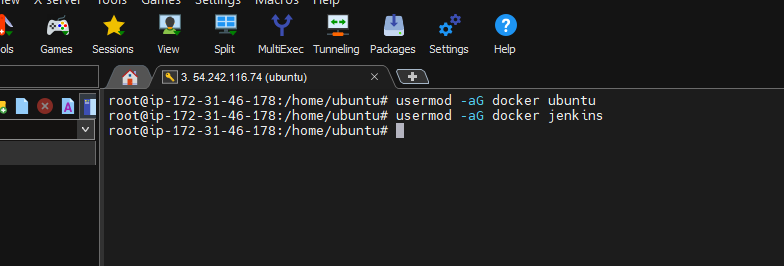 View X server Tools Games Settings Macros Help
Tools Games Sessions View Split MultiExec Tunneling Packages Settings Help
3. 54.242.116.74 (ubuntu)
root@ip-172-31-46-178:/home/ubuntu# usermod -aG docker ubuntu
root@ip-172-31-46-178:/home/ubuntu# usermod -aG docker jenkins
root@ip-172-31-46-178:/home/ubuntu#